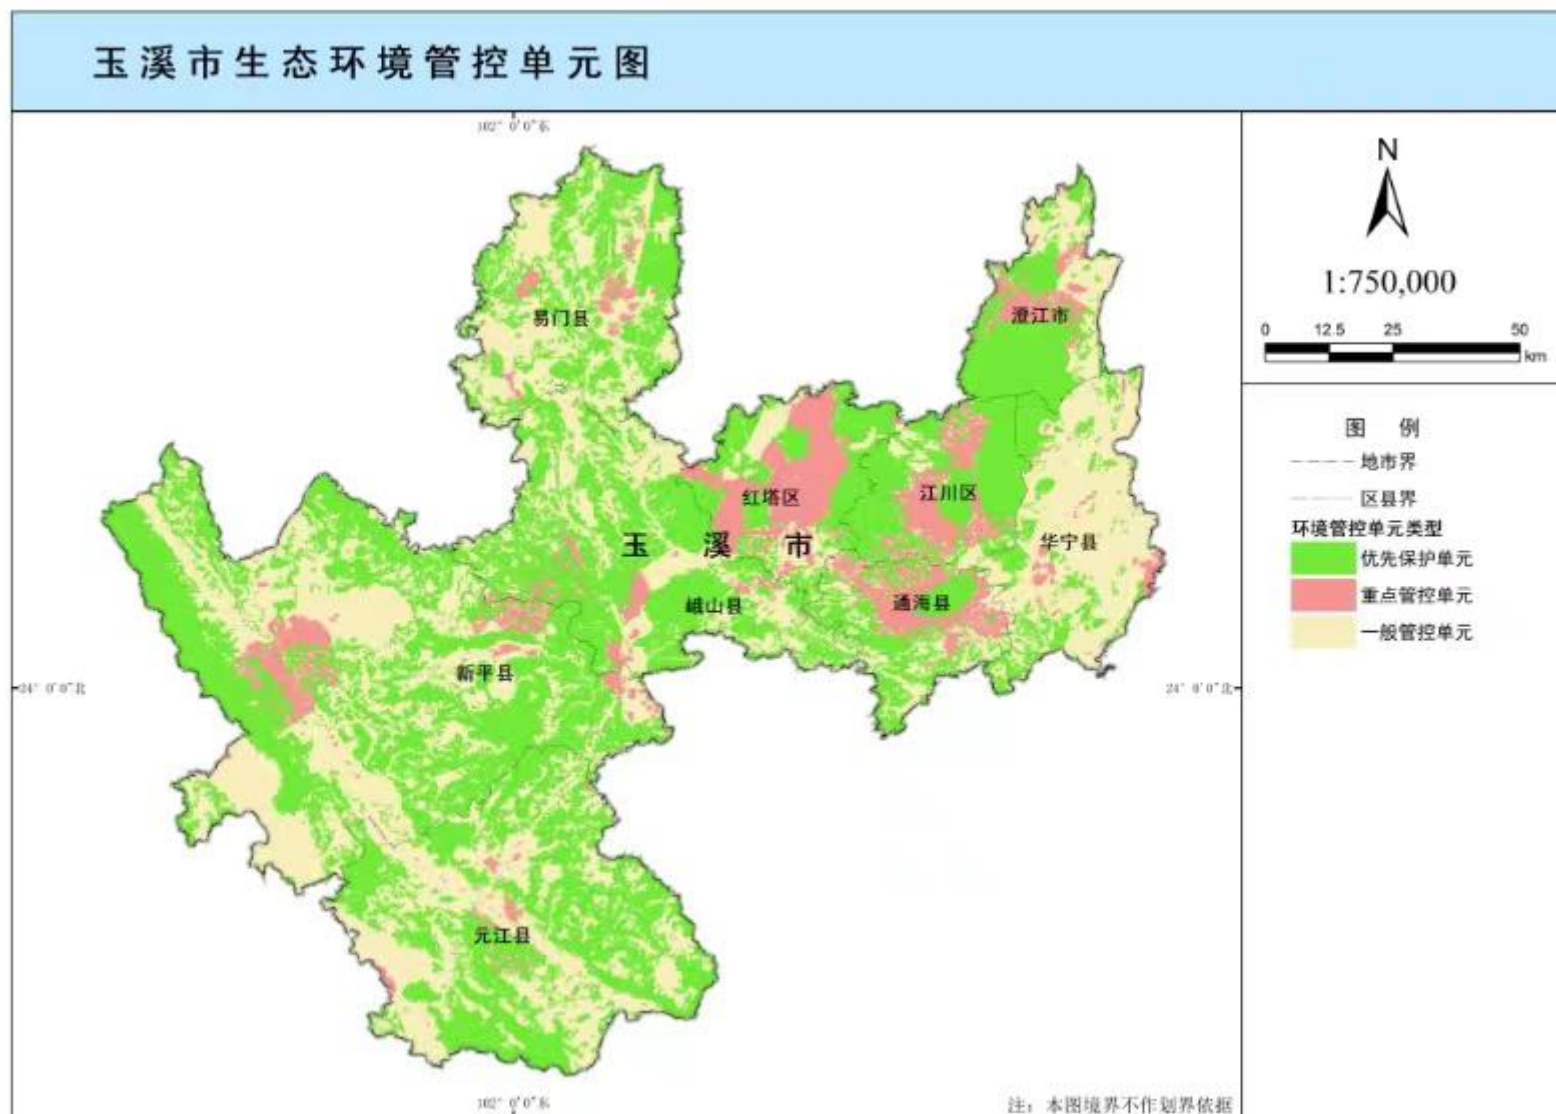 玉溪市生态环境管控单元图
102° 0'0"东
N
1:750,000
0 12.5 25 50
km
易门县
澄江市
红塔区
江川区
玉溪市
华宁县
峨山县
通海县
新平县
元江县
24° 0'0"北
24° 0'0"北
图例
地市界
区县界
环境管控单元类型
优先保护单元
重点管控单元
一般管控单元
102° 0'0"东
注：本图境界不作划界依据